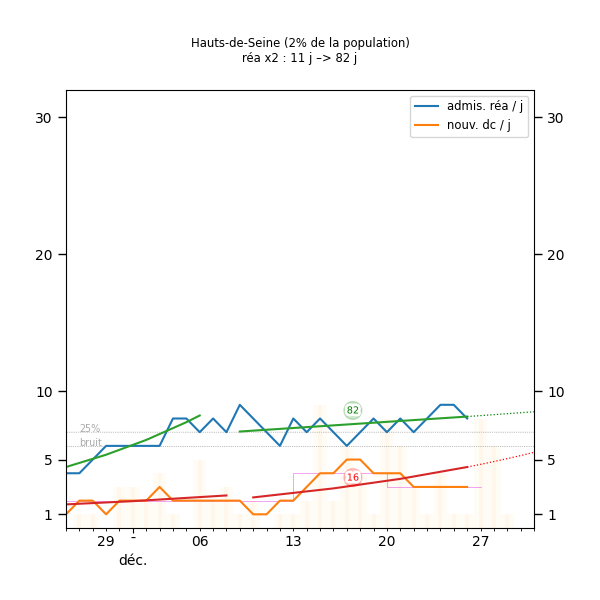 Hauts-de-Seine (2% de la population)
réa x2 : 11 j –> 82 j
admis. réa / j
nouv. dc / j
30 30
20 20
10 10
82
25%
bruit
5 5
16
1 1
29 - 06 13 20 27
déc.